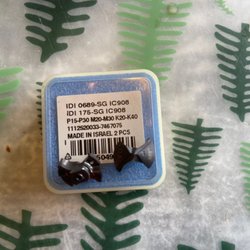 IDI 0689-SG IC908
IDI 175-SG IC908
P15-P30 M20-M30 K20-K40
1112520033-7467075
MADE IN ISRAEL 2 PCS